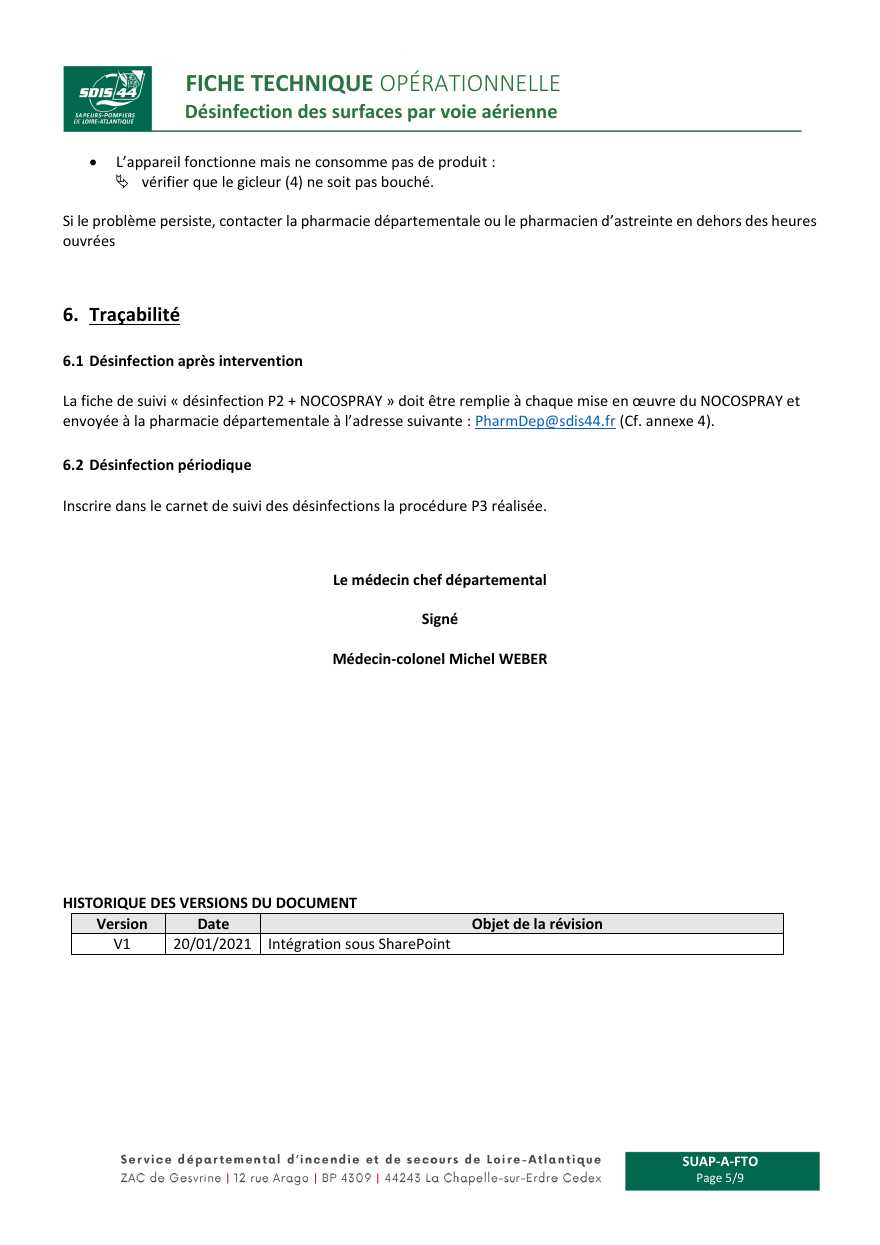 SDIS 44
SAPEURS-POMPIERS
DE LOIRE-ATLANTIQUE
FICHE TECHNIQUE OPÉRATIONNELLE
Désinfection des surfaces par voie aérienne
• L’appareil fonctionne mais ne consomme pas de produit :
vérifier que le gicleur (4) ne soit pas bouché.
Si le problème persiste, contacter la pharmacie départementale ou le pharmacien d’astreinte en dehors des heures
ouvrées
6. Traçabilité
6.1 Désinfection après intervention
La fiche de suivi « désinfection P2 + NOCOSPRAY » doit être remplie à chaque mise en œuvre du NOCOSPRAY et
envoyée à la pharmacie départementale à l’adresse suivante : PharmDep@sdis44.fr (Cf. annexe 4).
6.2 Désinfection périodique
Inscrire dans le carnet de suivi des désinfections la procédure P3 réalisée.
Le médecin chef départemental
Signé
Médecin-colonel Michel WEBER
HISTORIQUE DES VERSIONS DU DOCUMENT
Version Date Objet de la révision
V1 20/01/2021 Intégration sous SharePoint
Service départemental d’incendie et de secours de Loire-Atlantique
ZAC de Gesvrine | 12 rue Arago | BP 4309 | 44243 La Chapelle-sur-Erdre Cedex
SUAP-A-FTO
Page 5/9